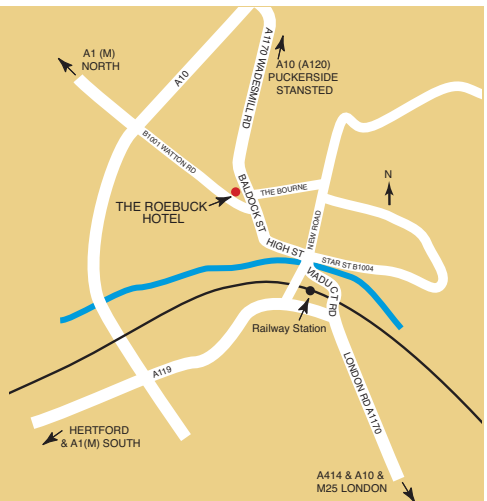 A1 (M)
NORTH
A10
A1170 WADESMILL RD
A10 (A120)
PUCKERSIDE
STANSTED
B1001 WATTON RD
THE BOURNE
N
THE ROEBUCK
HOTEL
BALDOCK ST
NEW ROAD
HIGH ST
STAR ST B1004
VIADUCT RD
Railway Station
A119
LONDON RD A1170
HERTFORD
& A1(M) SOUTH
A414 & A10 &
M25 LONDON